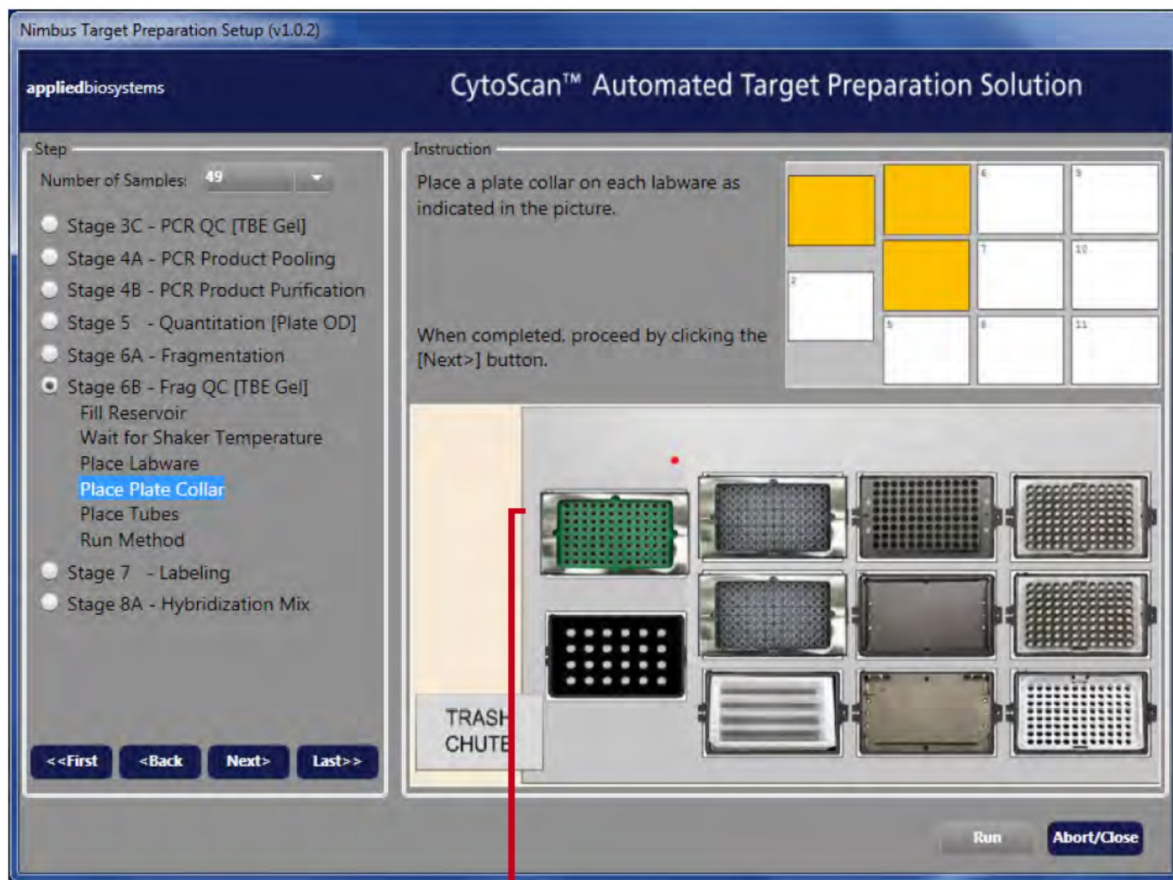 Nimbus Target Preparation Setup (v1.0.2)
appliedbiosystems
CytoScan™ Automated Target Preparation Solution
Step
Number of Samples: 49
Stage 3C - PCR QC [TBE Gel]
Stage 4A - PCR Product Pooling
Stage 4B - PCR Product Purification
Stage 5 - Quantitation [Plate OD]
Stage 6A - Fragmentation
Stage 6B - Frag QC [TBE Gel]
Fill Reservoir
Wait for Shaker Temperature
Place Labware
Place Plate Collar
Place Tubes
Run Method
Stage 7 - Labeling
Stage 8A - Hybridization Mix
<<First <Back Next> Last>>
Instruction
Place a plate collar on each labware as
indicated in the picture.
When completed, proceed by clicking the
[Next>] button.
6 9
7 10
2
5 8 11
TRASH
CHUTE
Run Abort/Close